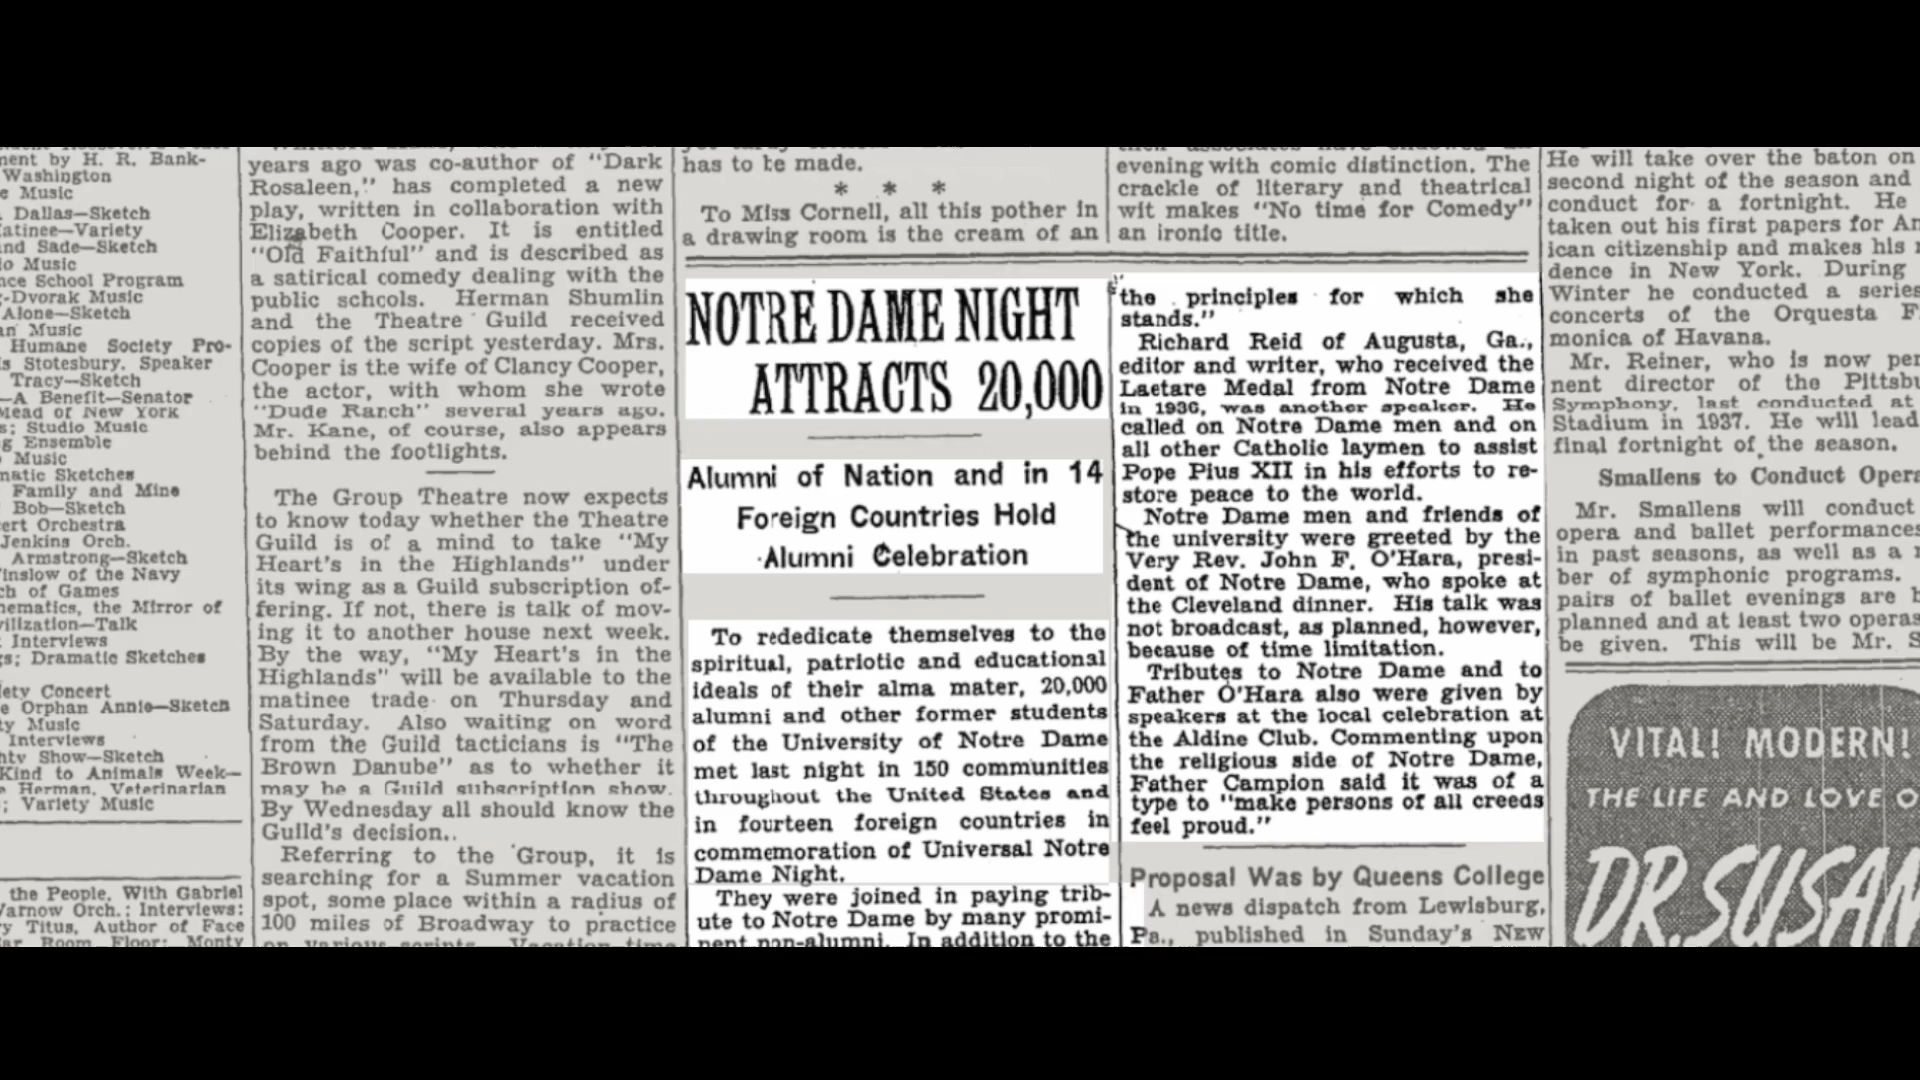 ment by H. R. Bank-
Washington
e Music
Dallas—Sketch
atinee—Variety
nd Sade—Sketch
io Music
nce School Program
-Dvorak Music
Alone—Sketch
an Music
Humane Society Pro-
ls Stotesbury. Speaker
Tracy—Sketch
—A Benefit—Senator
Mead of New York
s; Studio Music
g Ensemble
Music
matic Sketches
Family and Mine
Bob—Sketch
ert Orchestra
Jenkins Orch.
Armstrong—Sketch
inslow of the Navy
ch of Games
hematics, the Mirror of
vilization—Talk
Interviews
gs; Dramatic Sketches
iety Concert
e Orphan Annie—Sketch
ty Music
Interviews
hty Show—Sketch
Kind to Animals Week—
e Herman, Veterinarian
; Variety Music
the People, With Gabriel
Varnow Orch.; Interviews:
y Titus, Author of Face
ar Room Floor; Monty
years ago was co-author of "Dark
Rosaleen," has completed a new
play, written in collaboration with
Elizabeth Cooper. It is entitled
"Old Faithful" and is described as
a satirical comedy dealing with the
public schools. Herman Shumlin
and the Theatre Guild received
copies of the script yesterday. Mrs.
Cooper is the wife of Clancy Cooper,
the actor, with whom she wrote
"Dude Ranch" several years ago.
Mr. Kane, of course, also appears
behind the footlights.
The Group Theatre now expects
to know today whether the Theatre
Guild is of a mind to take "My
Heart's in the Highlands" under
its wing as a Guild subscription of-
fering. If not, there is talk of mov-
ing it to another house next week.
By the way, "My Heart's in the
Highlands" will be available to the
matinee trade on Thursday and
Saturday. Also waiting on word
from the Guild tacticians is "The
Brown Danube" as to whether it
may be a Guild subscription show.
By Wednesday all should know the
Guild's decision..
Referring to the Group, it is
searching for a Summer vacation
spot, some place within a radius of
100 miles of Broadway to practice
on various scripts. Vacation time
has to be made.
* * *
To Miss Cornell, all this pother in
a drawing room is the cream of an
evening with comic distinction. The
crackle of literary and theatrical
wit makes "No time for Comedy"
an ironic title.
NOTRE DAME NIGHT
ATTRACTS 20,000
Alumni of Nation and in 14
Foreign Countries Hold
Alumni Celebration
To rededicate themselves to the
spiritual, patriotic and educational
ideals of their alma mater, 20,000
alumni and other former students
of the University of Notre Dame
met last night in 150 communities
throughout the United States and
in fourteen foreign countries in
commemoration of Universal Notre
Dame Night.
They were joined in paying trib-
ute to Notre Dame by many promi-
nent non-alumni. In addition to the
the principles for which she
stands."
Richard Reid of Augusta, Ga.,
editor and writer, who received the
Laetare Medal from Notre Dame
in 1936, was another speaker. He
called on Notre Dame men and on
all other Catholic laymen to assist
Pope Pius XII in his efforts to re-
store peace to the world.
Notre Dame men and friends of
the university were greeted by the
Very Rev. John F. O'Hara, presi-
dent of Notre Dame, who spoke at
the Cleveland dinner. His talk was
not broadcast, as planned, however,
because of time limitation.
Tributes to Notre Dame and to
Father O'Hara also were given by
speakers at the local celebration at
the Aldine Club. Commenting upon
the religious side of Notre Dame,
Father Campion said it was of a
type to "make persons of all creeds
feel proud."
Proposal Was by Queens College
A news dispatch from Lewisburg,
Pa., published in Sunday's New
He will take over the baton on
second night of the season and
conduct for a fortnight. He
taken out his first papers for Am
ican citizenship and makes his r
dence in New York. During
Winter he conducted a series
concerts of the Orquesta F
monica of Havana.
Mr. Reiner, who is now per
nent director of the Pittsbu
Symphony, last conducted at
Stadium in 1937. He will lead
final fortnight of the season.
Smallens to Conduct Opera
Mr. Smallens will conduct
opera and ballet performances
in past seasons, as well as a
ber of symphonic programs.
pairs of ballet evenings are b
planned and at least two operas
be given. This will be Mr. S
VITAL! MODERN!
THE LIFE AND LOVE O
DR. SUSAN